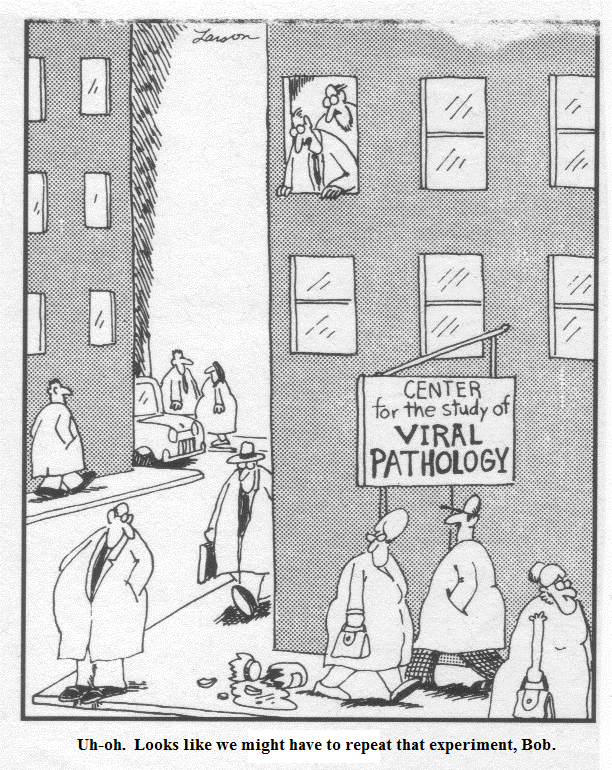 Larson
CENTER
for the study of
VIRAL
PATHOLOGY
Uh-oh.  Looks like we might have to repeat that experiment, Bob.